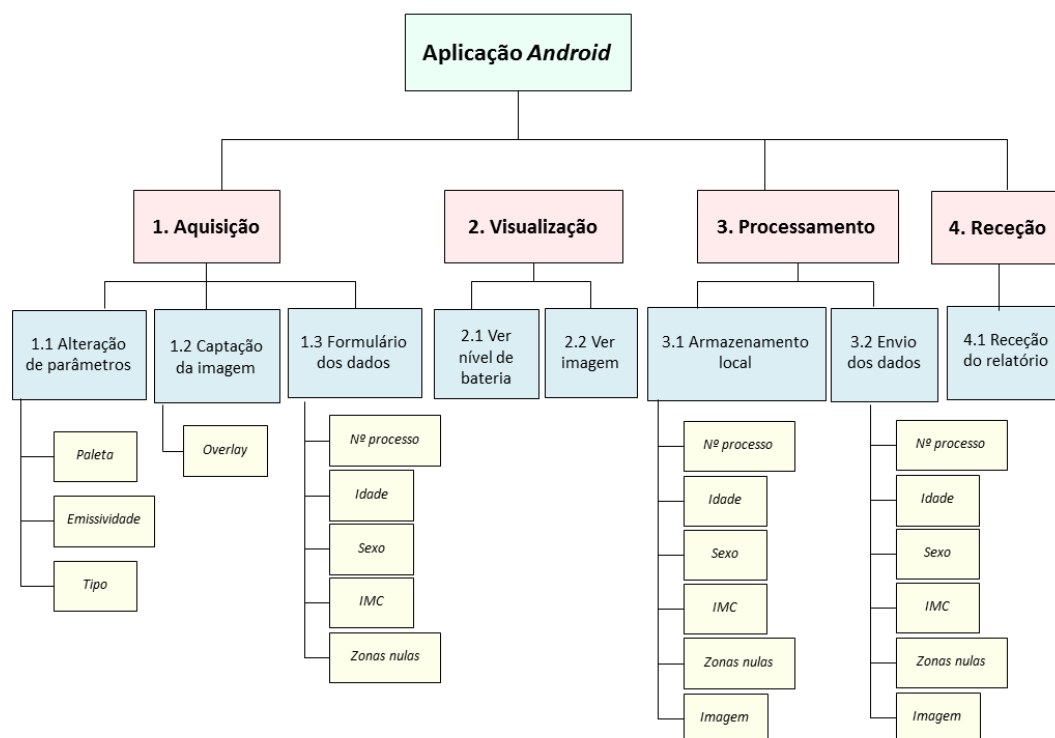 Aplicação Android
1. Aquisição
2. Visualização
3. Processamento
4. Receção
1.1 Alteração
de parâmetros
1.2 Captação
da imagem
1.3 Formulário
dos dados
2.1 Ver
nível de
bateria
2.2 Ver
imagem
3.1 Armazenamento
local
3.2 Envio
dos dados
4.1 Receção
do relatório
Paleta
Emissividade
Tipo
Overlay
Nº processo
Idade
Sexo
IMC
Zonas nulas
Nº processo
Idade
Sexo
IMC
Zonas nulas
Imagem
Nº processo
Idade
Sexo
IMC
Zonas nulas
Imagem